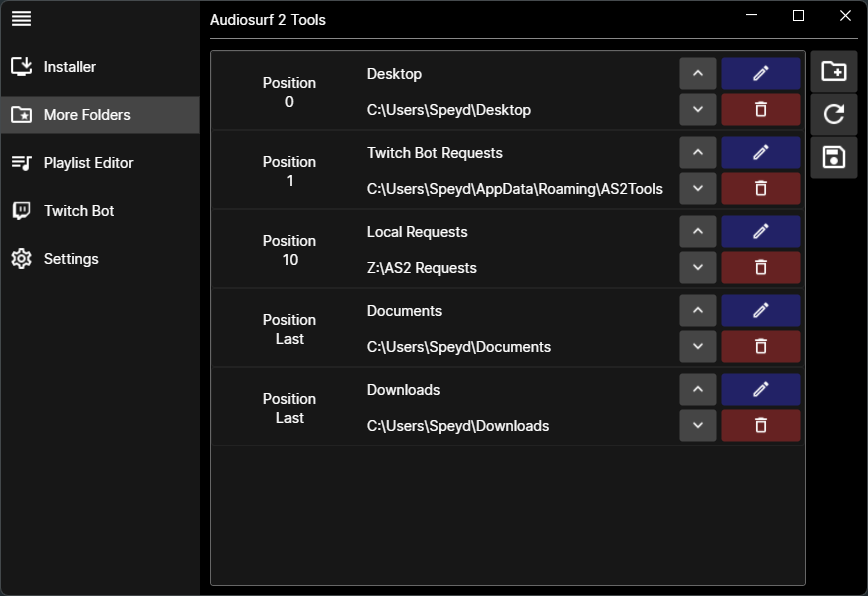 Audiosurf 2 Tools
Installer
More Folders
Playlist Editor
Twitch Bot
Settings
Position
0
Desktop
C:\Users\Speyd\Desktop
Position
1
Twitch Bot Requests
C:\Users\Speyd\AppData\Roaming\AS2Tools
Position
10
Local Requests
Z:\AS2 Requests
Position
Last
Documents
C:\Users\Speyd\Documents
Position
Last
Downloads
C:\Users\Speyd\Downloads